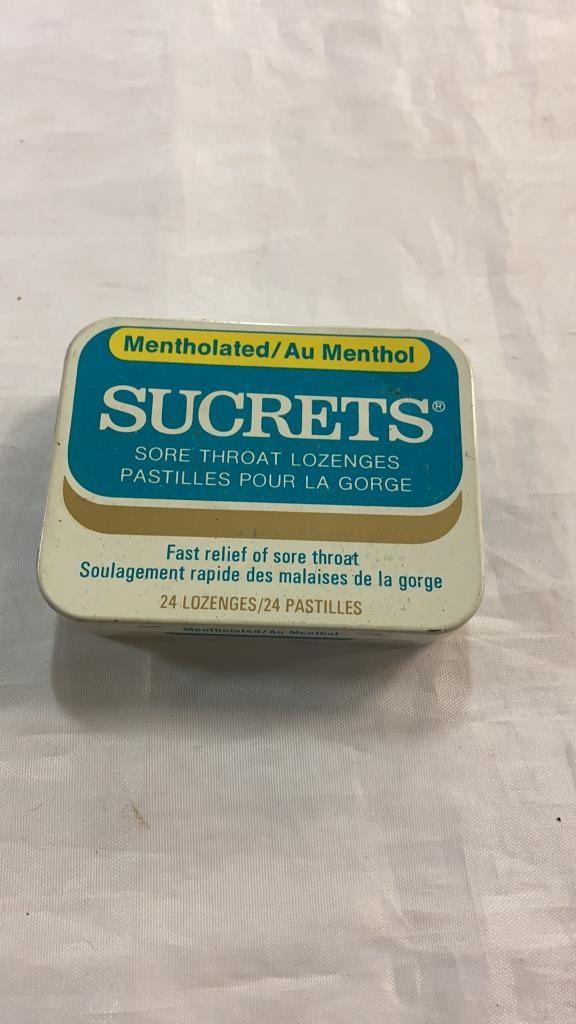 Mentholated/Au Menthol
SUCRETS®
SORE THROAT LOZENGES
PASTILLES POUR LA GORGE
Fast relief of sore throat
Soulagement rapide des malaises de la gorge
24 LOZENGES/24 PASTILLES
Mentholated/Au Menthol